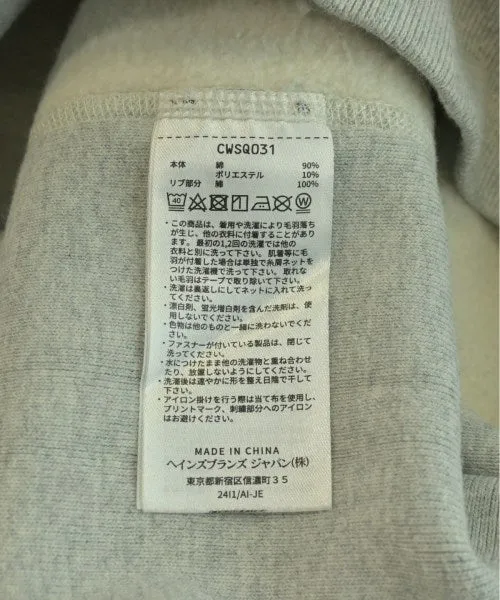 CWSQ031
本体 綿 90%
ポリエステル 10%
リブ部分 綿 100%
40 W
・この商品は、着用や洗濯により毛羽落ち
が生じ、他の衣料に付着することがあり
ます。最初の1,2回の洗濯では他の
衣料と別に洗って下さい。肌着等に毛
羽が付着した場合は単独で糸屑ネットを
つけた洗濯機で洗って下さい。取れな
い毛羽はテープで取り除いて下さい。
・洗濯は裏返しにしてネットに入れて洗っ
てください。
・漂白剤、蛍光増白剤を含んだ洗剤は、使
用しないでください。
・色物は他のものと一緒に洗わないでくだ
さい。
・ファスナーが付いている製品は、閉じて
洗ってください。
・水につけたまま他の洗濯物と重ね合わせ
たり、放置しないようにしてください。
・洗濯後は速やかに形を整え日陰で干して
下さい。
・アイロン掛けを行う際は当て布を使用し、
プリントマーク、刺繍部分へのアイロン
はお避けください。
MADE IN CHINA
ヘインズブランズ ジャパン(株)
東京都新宿区信濃町35
24I1/AI-JE